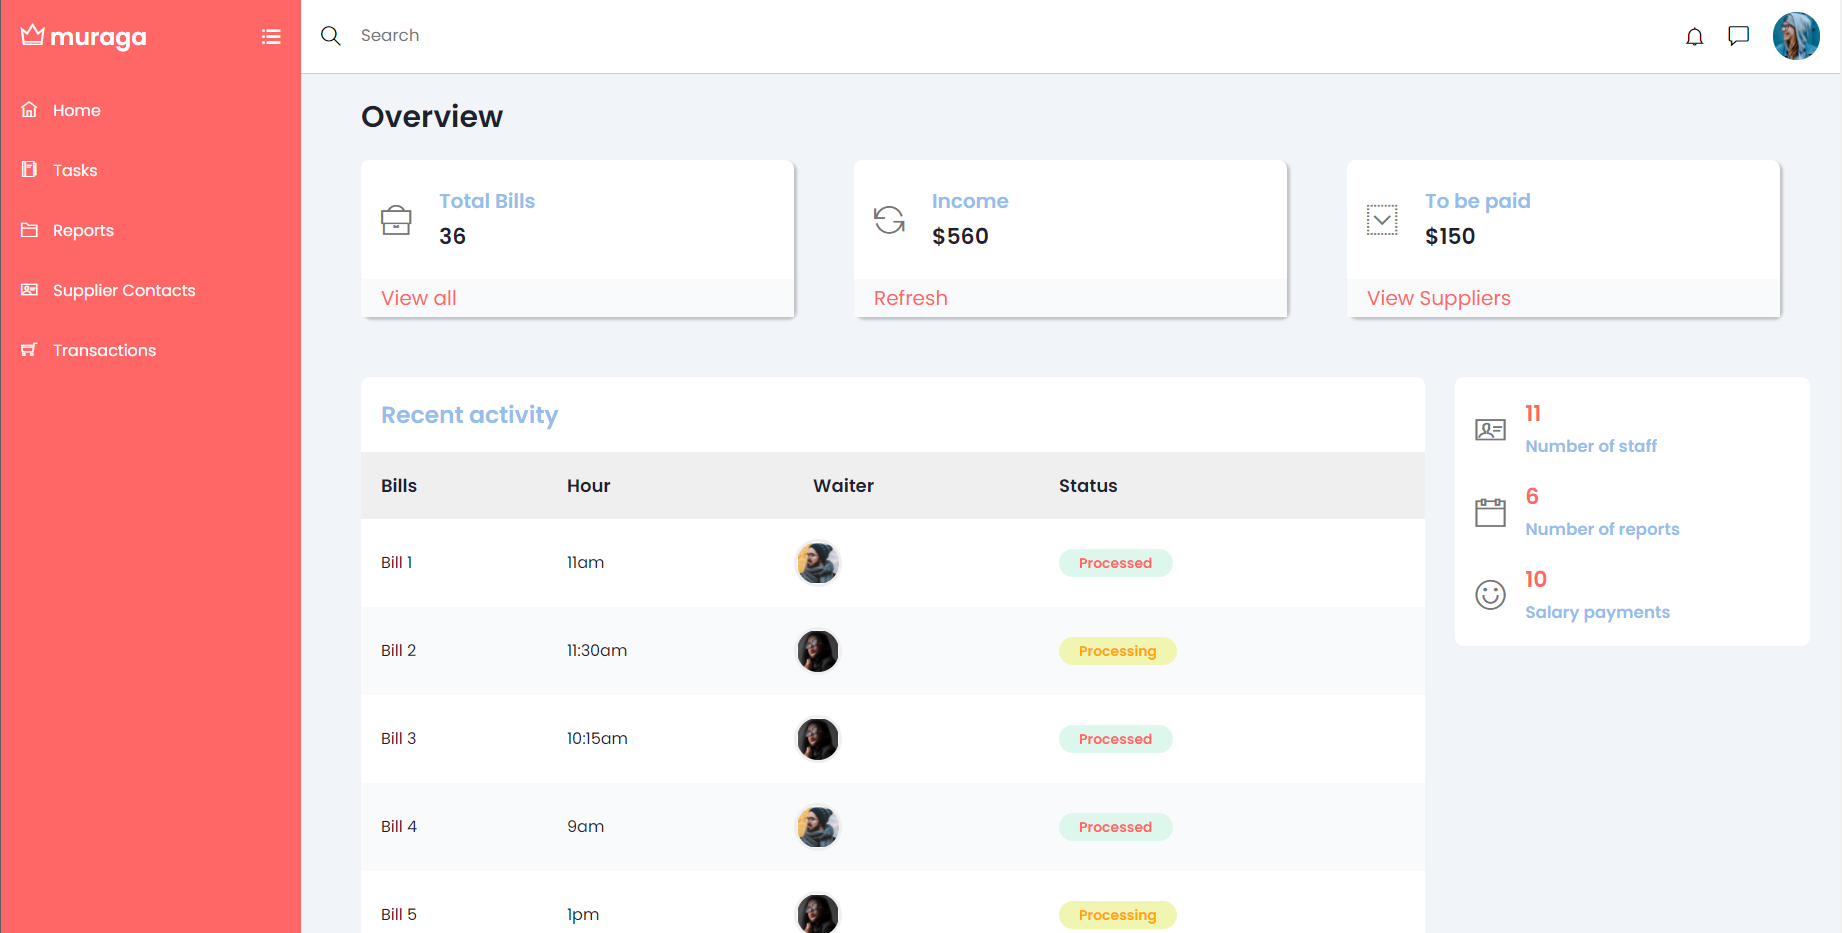 muraga
Search
Home
Tasks
Reports
Supplier Contacts
Transactions
Overview
Total Bills
36
View all
Income
$560
Refresh
To be paid
$150
View Suppliers
Recent activity
Bills Hour Waiter Status
Bill 1 11am Processed
Bill 2 11:30am Processing
Bill 3 10:15am Processed
Bill 4 9am Processed
Bill 5 1pm Processing
11
Number of staff
6
Number of reports
10
Salary payments